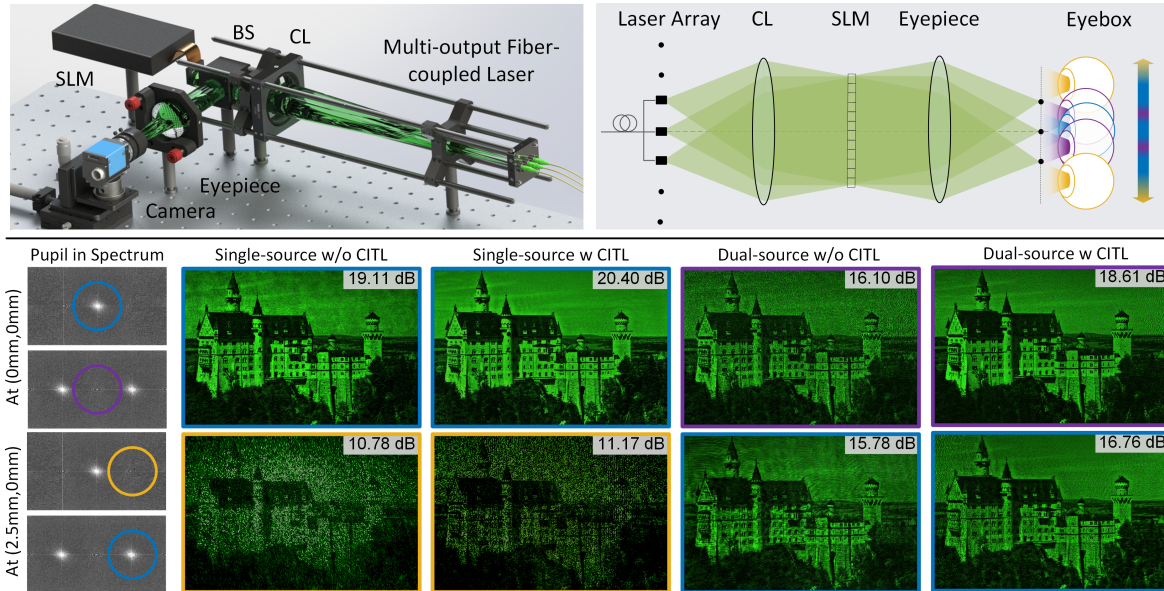 BS
CL
Multi-output Fiber-
coupled Laser
SLM
Eyepiece
Camera
Laser Array
CL
SLM
Eyepiece
Eyebox
Pupil in Spectrum
Single-source w/o CITL
Single-source w CITL
Dual-source w/o CITL
Dual-source w CITL
At (0mm,0mm)
19.11 dB
20.40 dB
16.10 dB
18.61 dB
At (2.5mm,0mm)
10.78 dB
11.17 dB
15.78 dB
16.76 dB